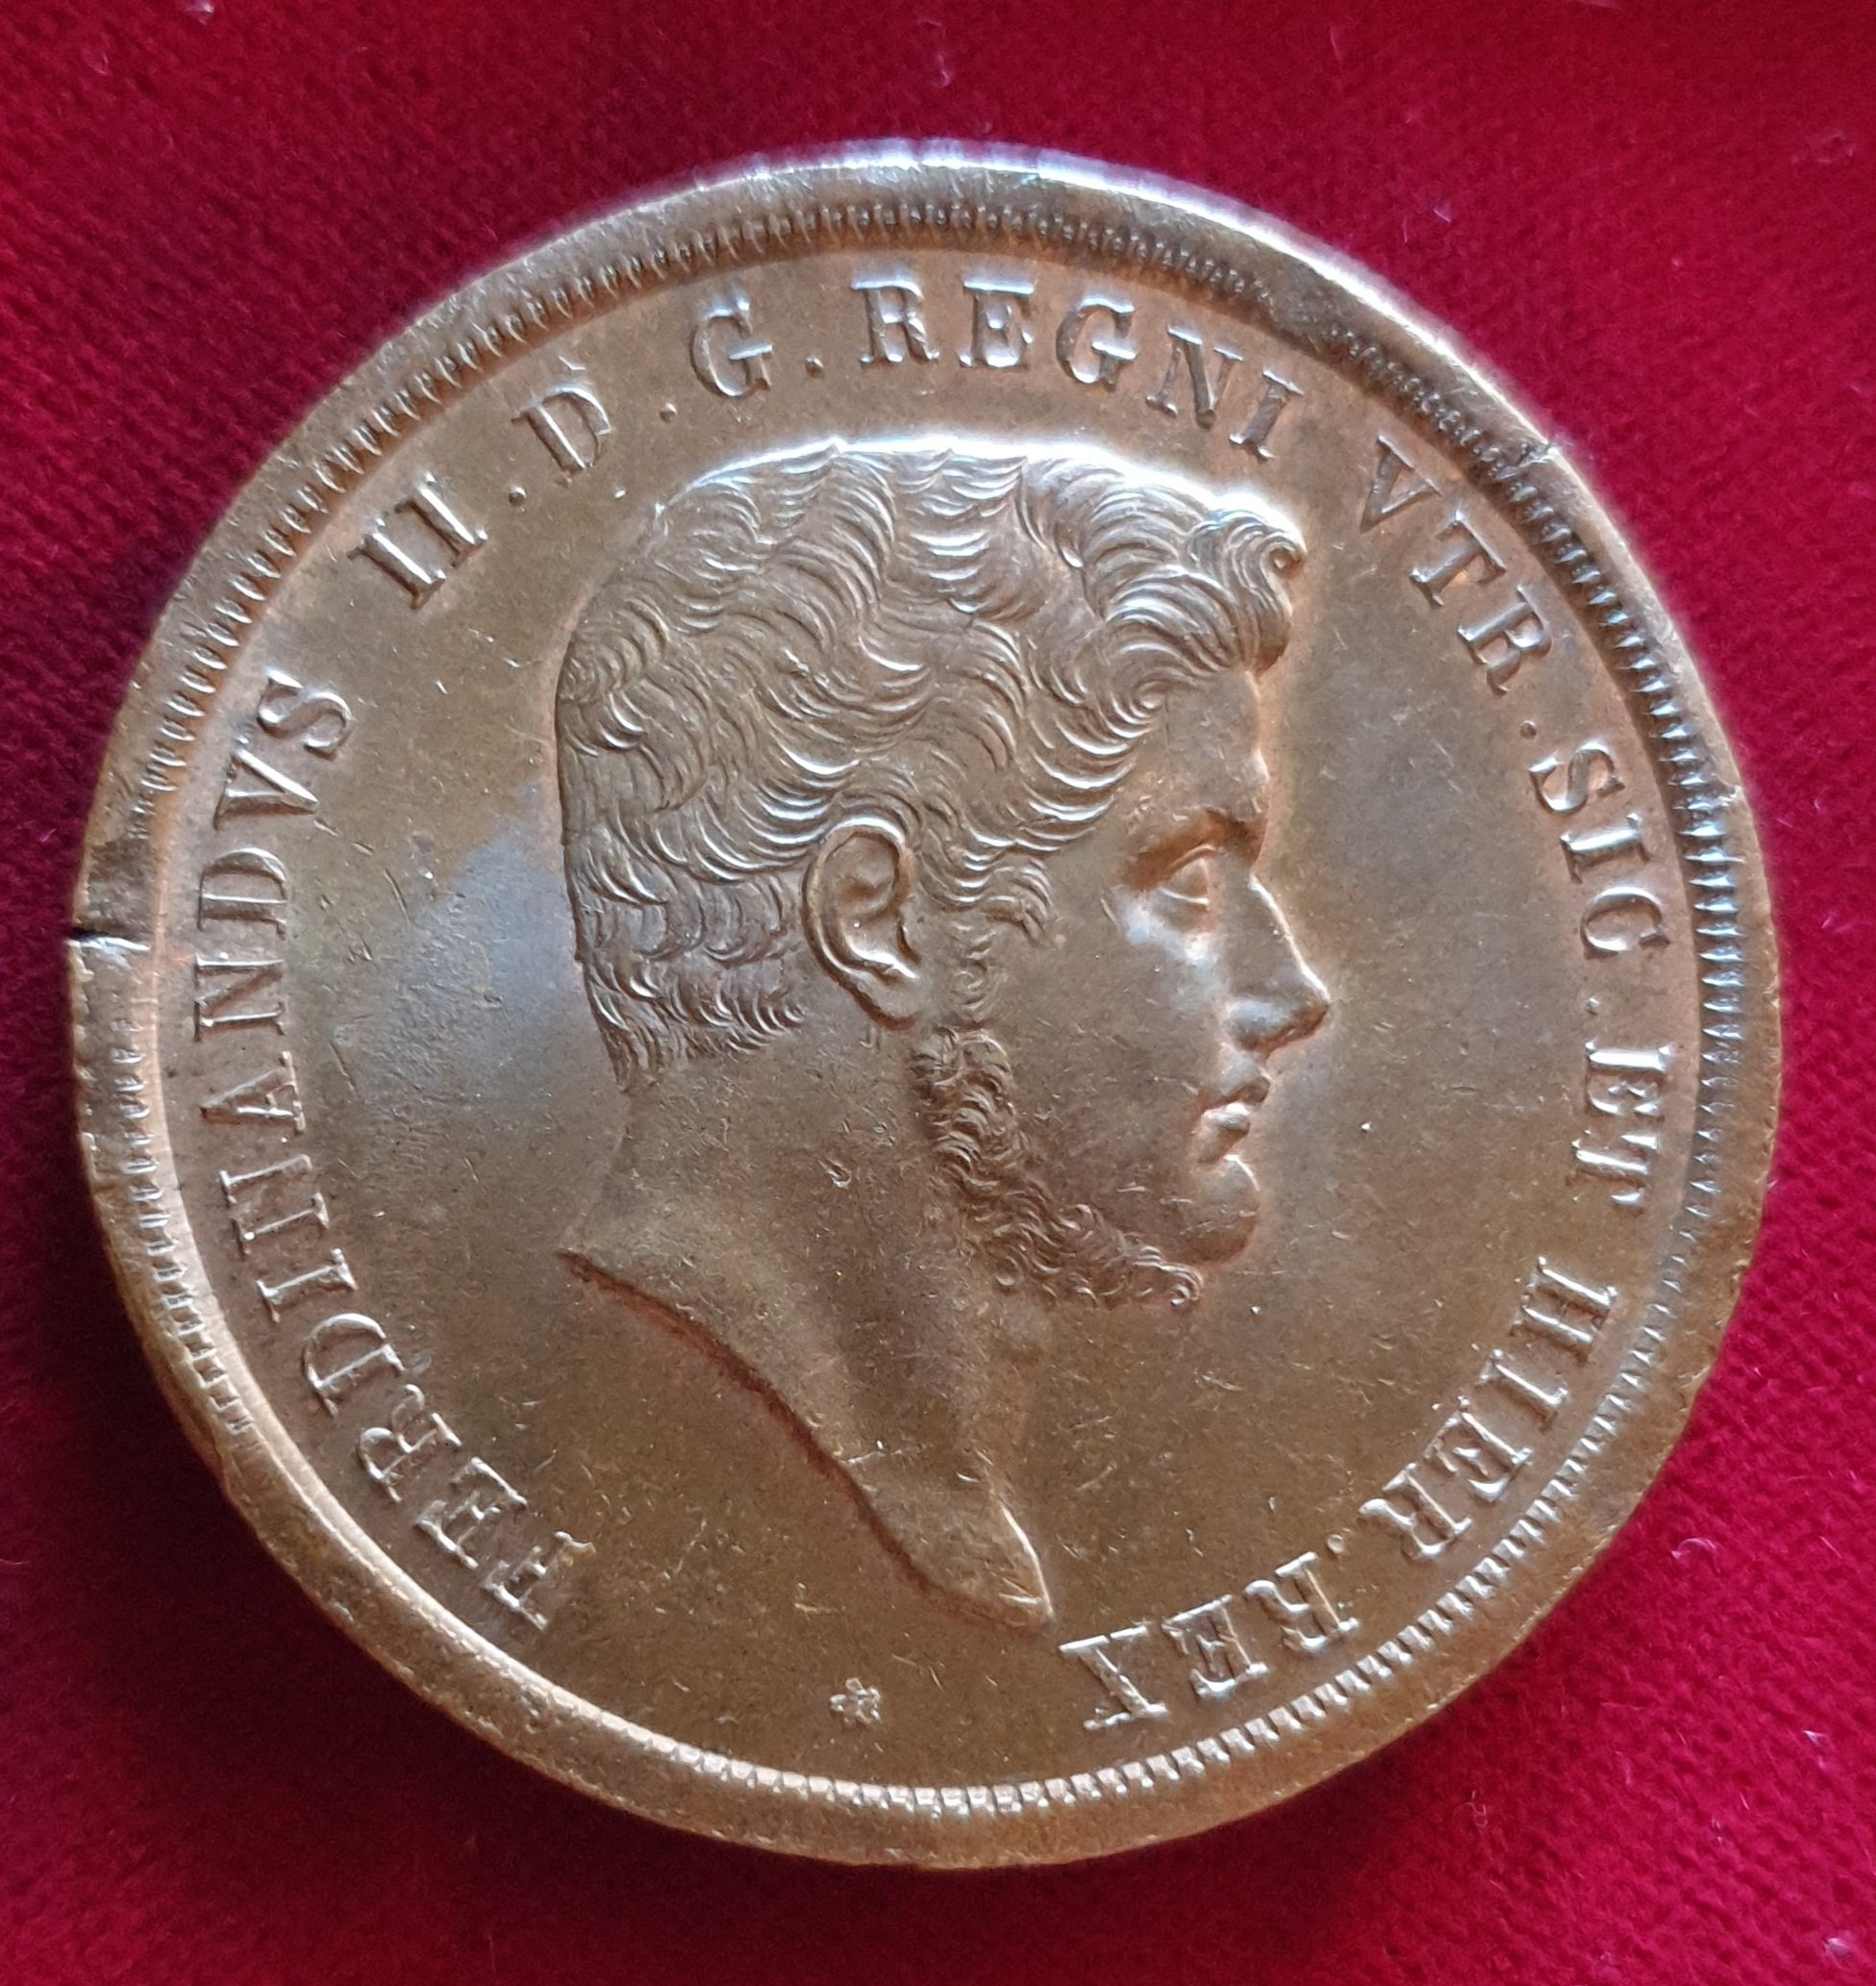 FERDINANDVS II . D . G . REGNI VTR . SIC . ET HIER . REX